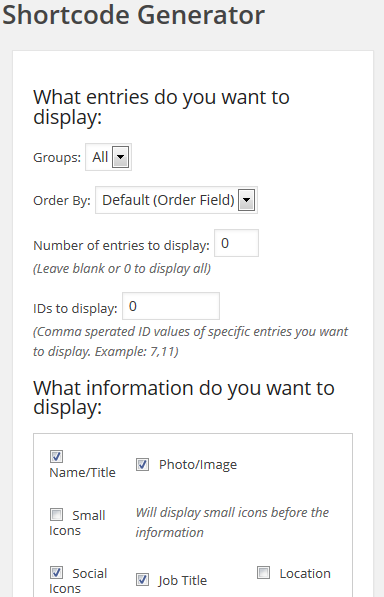 Shortcode Generator
What entries do you want to
display:
Groups: All
Order By: Default (Order Field)
Number of entries to display: 0
(Leave blank or 0 to display all)
IDs to display: 0
(Comma sperated ID values of specific entries you want
to display. Example: 7,11)
What information do you want to
display:
Name/Title Photo/Image
Small Icons Will display small icons before the
information
Social Icons Job Title Location